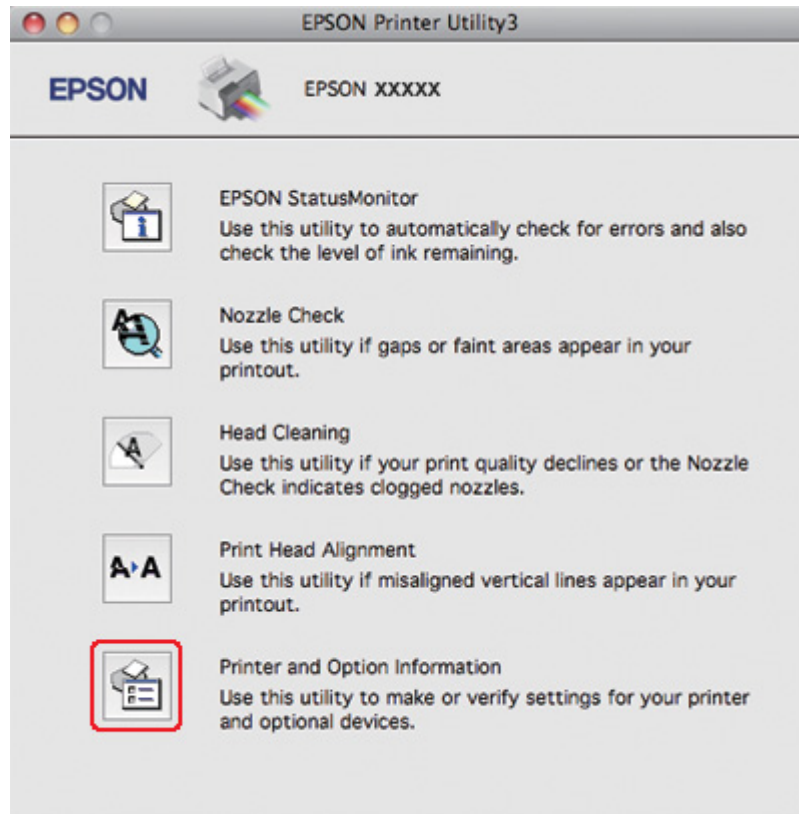 EPSON Printer Utility3
EPSON
EPSON XXXXX
EPSON StatusMonitor
Use this utility to automatically check for errors and also
check the level of ink remaining.
Nozzle Check
Use this utility if gaps or faint areas appear in your
printout.
Head Cleaning
Use this utility if your print quality declines or the Nozzle
Check indicates clogged nozzles.
A▸A
Print Head Alignment
Use this utility if misaligned vertical lines appear in your
printout.
Printer and Option Information
Use this utility to make or verify settings for your printer
and optional devices.